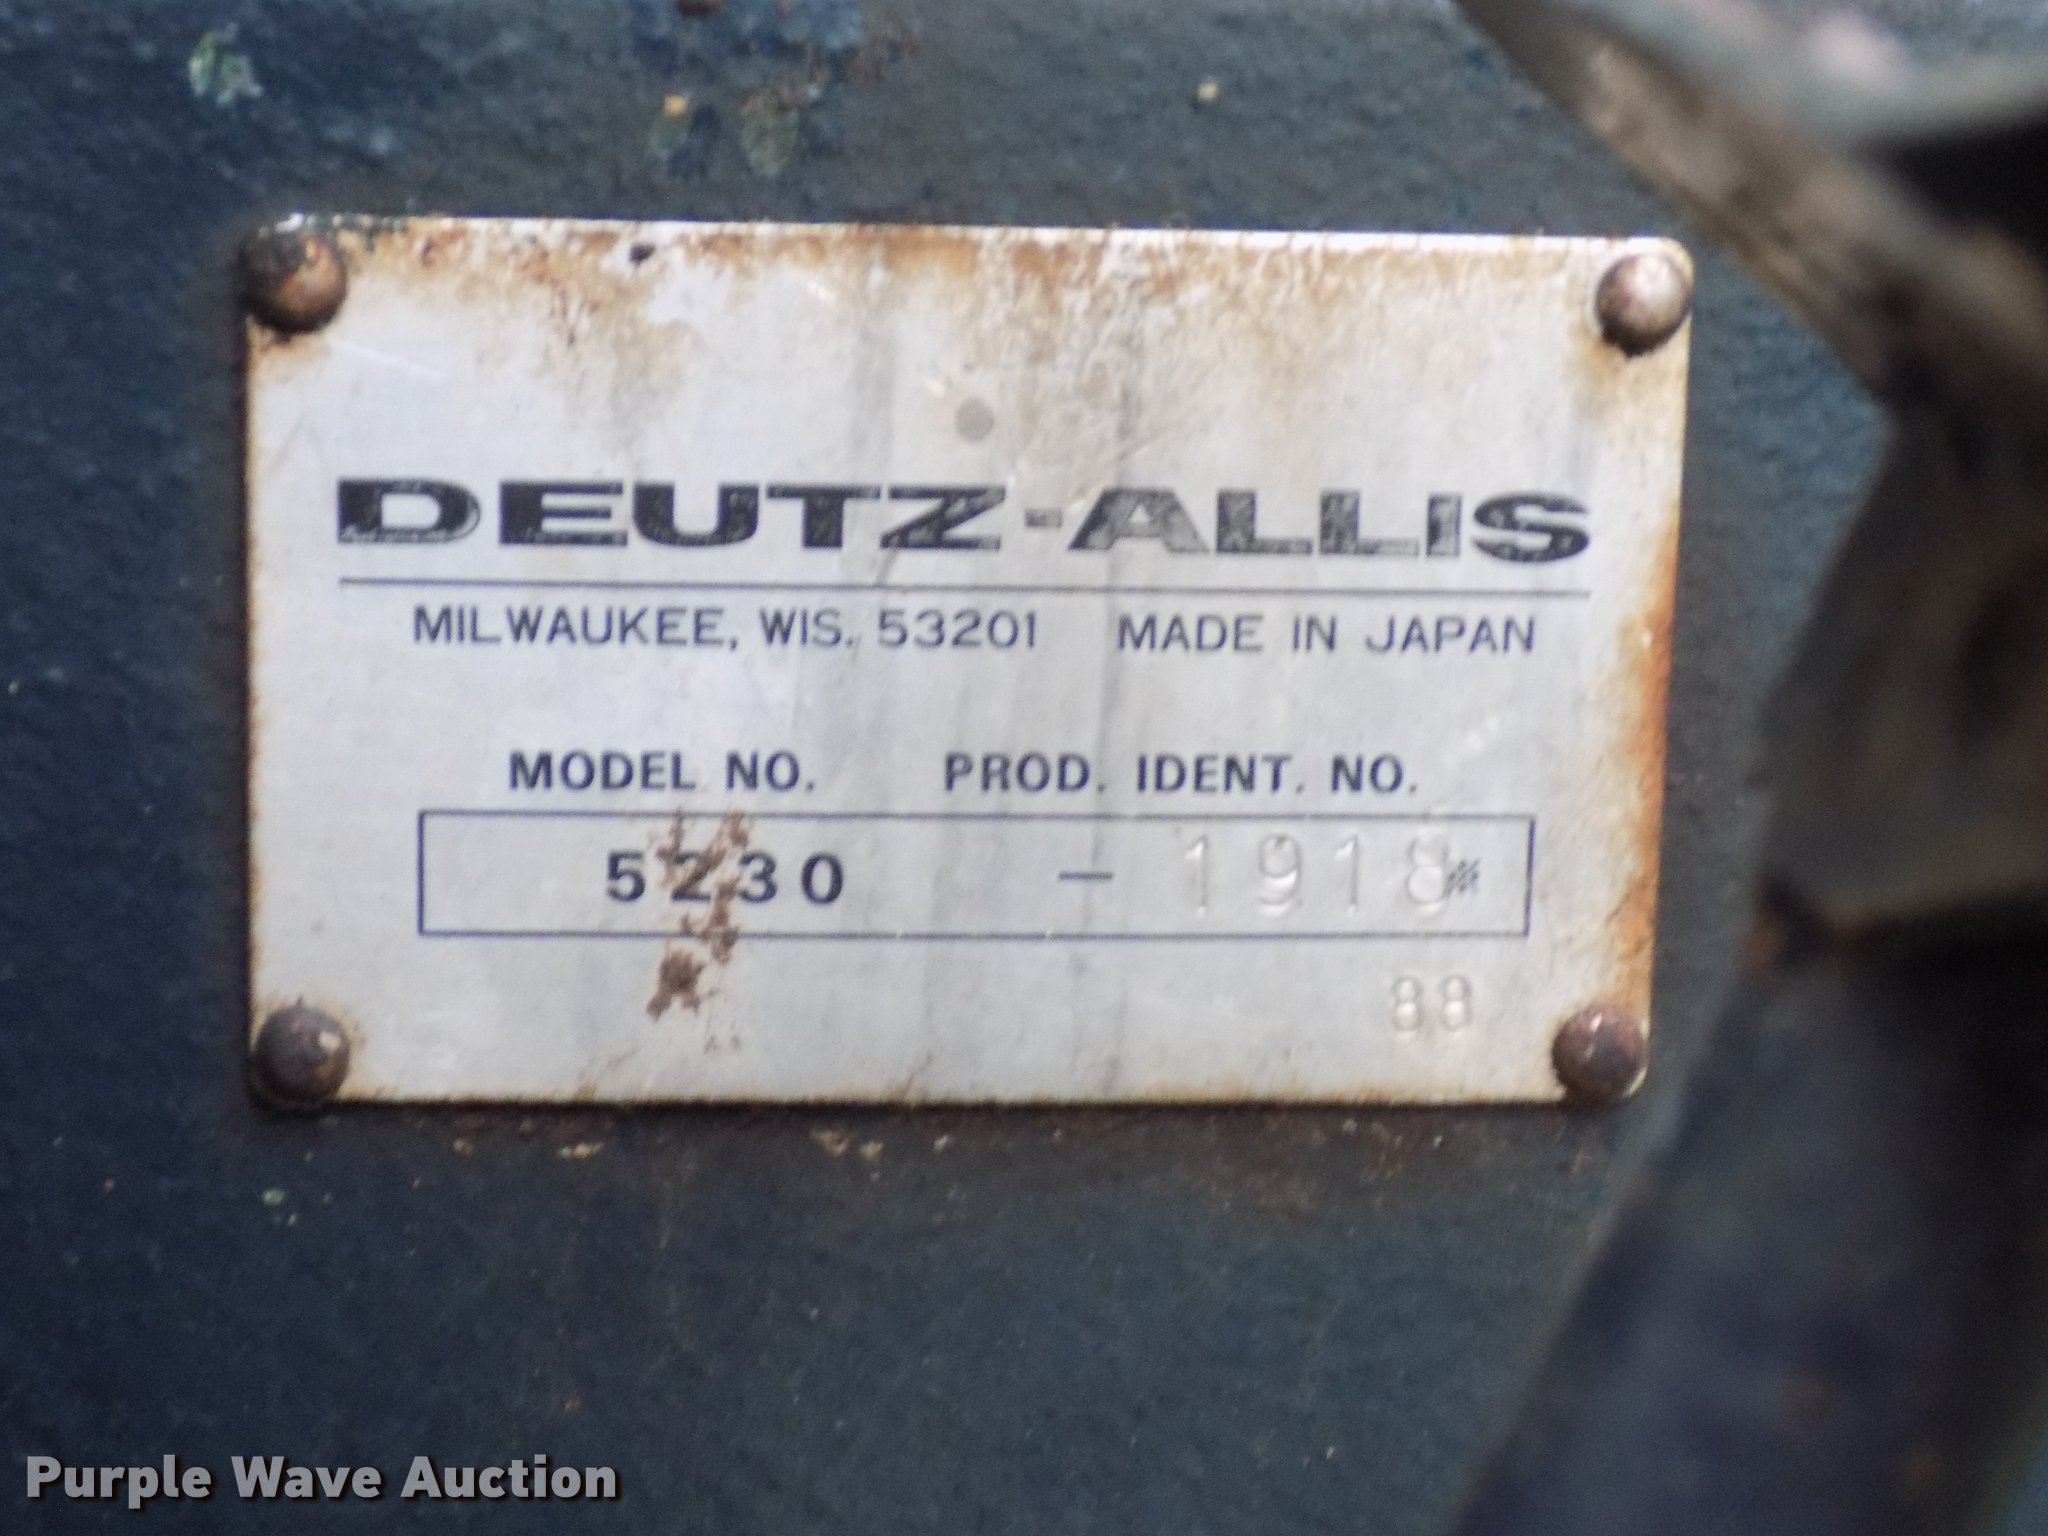 DEUTZ-ALLIS
MILWAUKEE, WIS. 53201 MADE IN JAPAN
MODEL NO. PROD. IDENT. NO.
5230 — 1918※
88
Purple Wave Auction